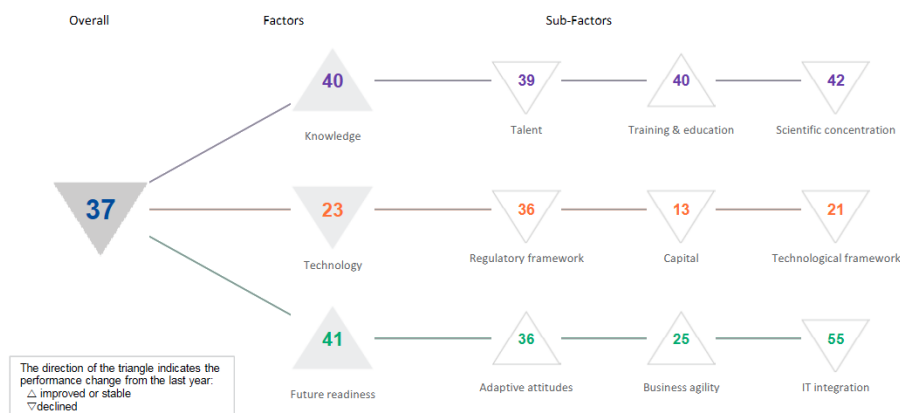 Overall
Factors
Sub-Factors
40
39
40
42
Knowledge
Talent
Training & education
Scientific concentration
37
23
36
13
21
Technology
Regulatory framework
Capital
Technological framework
41
36
25
55
Future readiness
Adaptive attitudes
Business agility
IT integration
The direction of the triangle indicates the
performance change from the last year:
△ improved or stable
▽declined